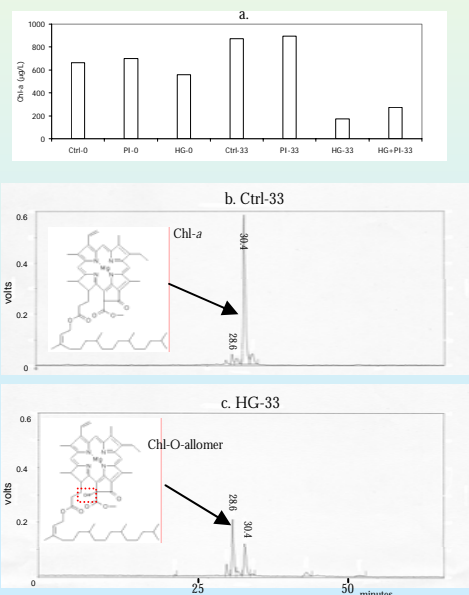 a.
Chl-a (µg/L)
1000
800
600
400
200
0
Ctrl-0 PI-0 HG-0 Ctrl-33 PI-33 HG-33 HG+PI-33
b. Ctrl-33
volts
0.6
0.4
0.2
0
Chl-a
Mg
30.4
28.6
c. HG-33
volts
0.6
0.4
0.2
0
Chl-O-allomer
Mg
28.6
30.4
25 50 minutes